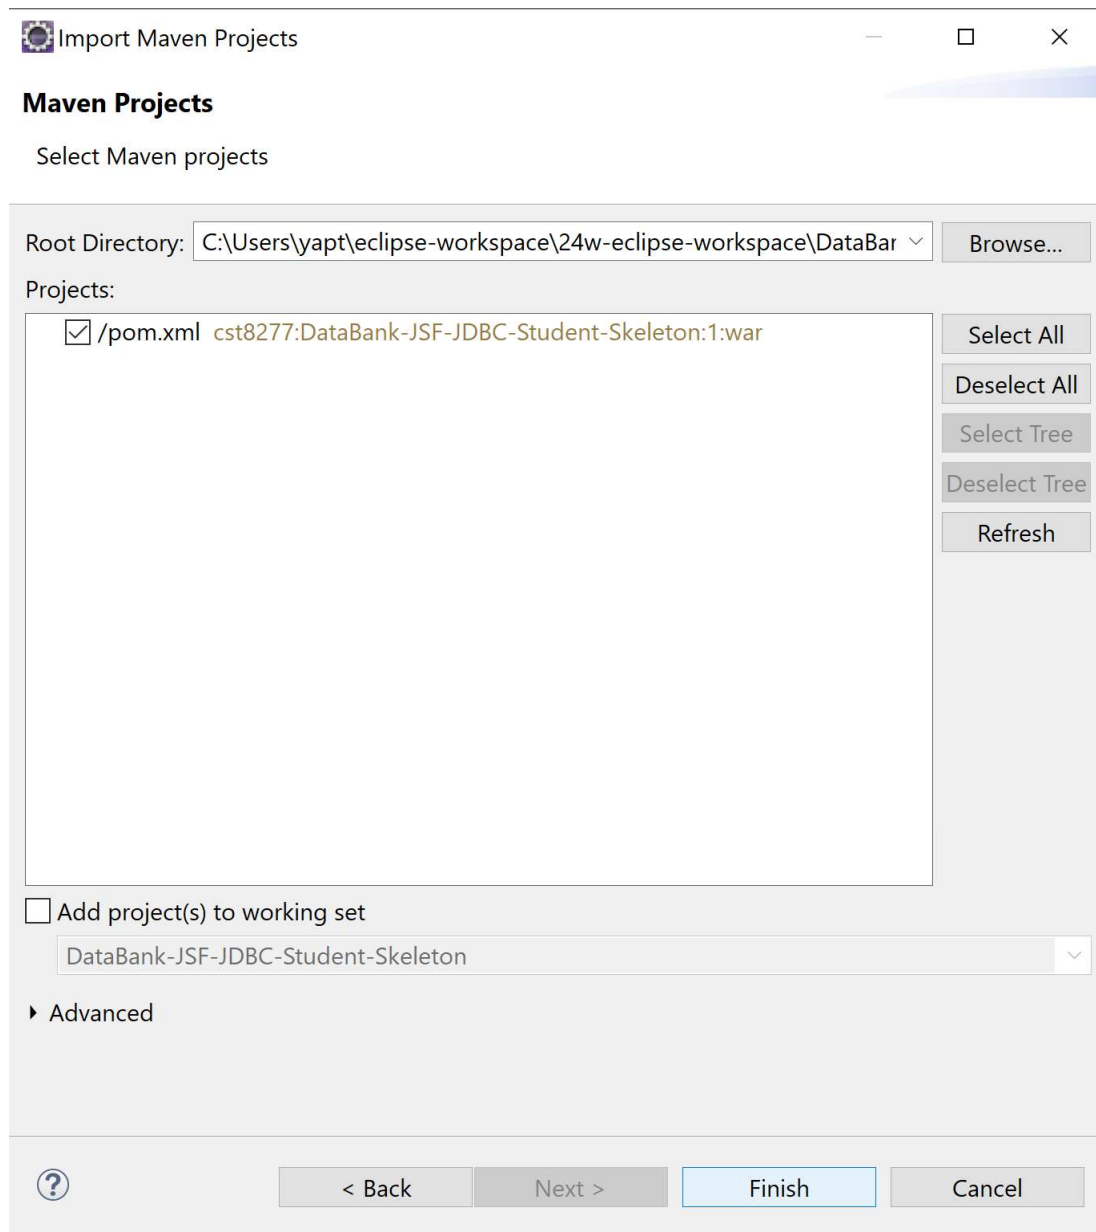 Import Maven Projects
Maven Projects
Select Maven projects
Root Directory: C:\Users\yapt\eclipse-workspace\24w-eclipse-workspace\DataBar Browse...
Projects:
/pom.xml cst8277:DataBank-JSF-JDBC-Student-Skeleton:1:war
Select All
Deselect All
Select Tree
Deselect Tree
Refresh
Add project(s) to working set
DataBank-JSF-JDBC-Student-Skeleton
Advanced
? < Back Next > Finish Cancel